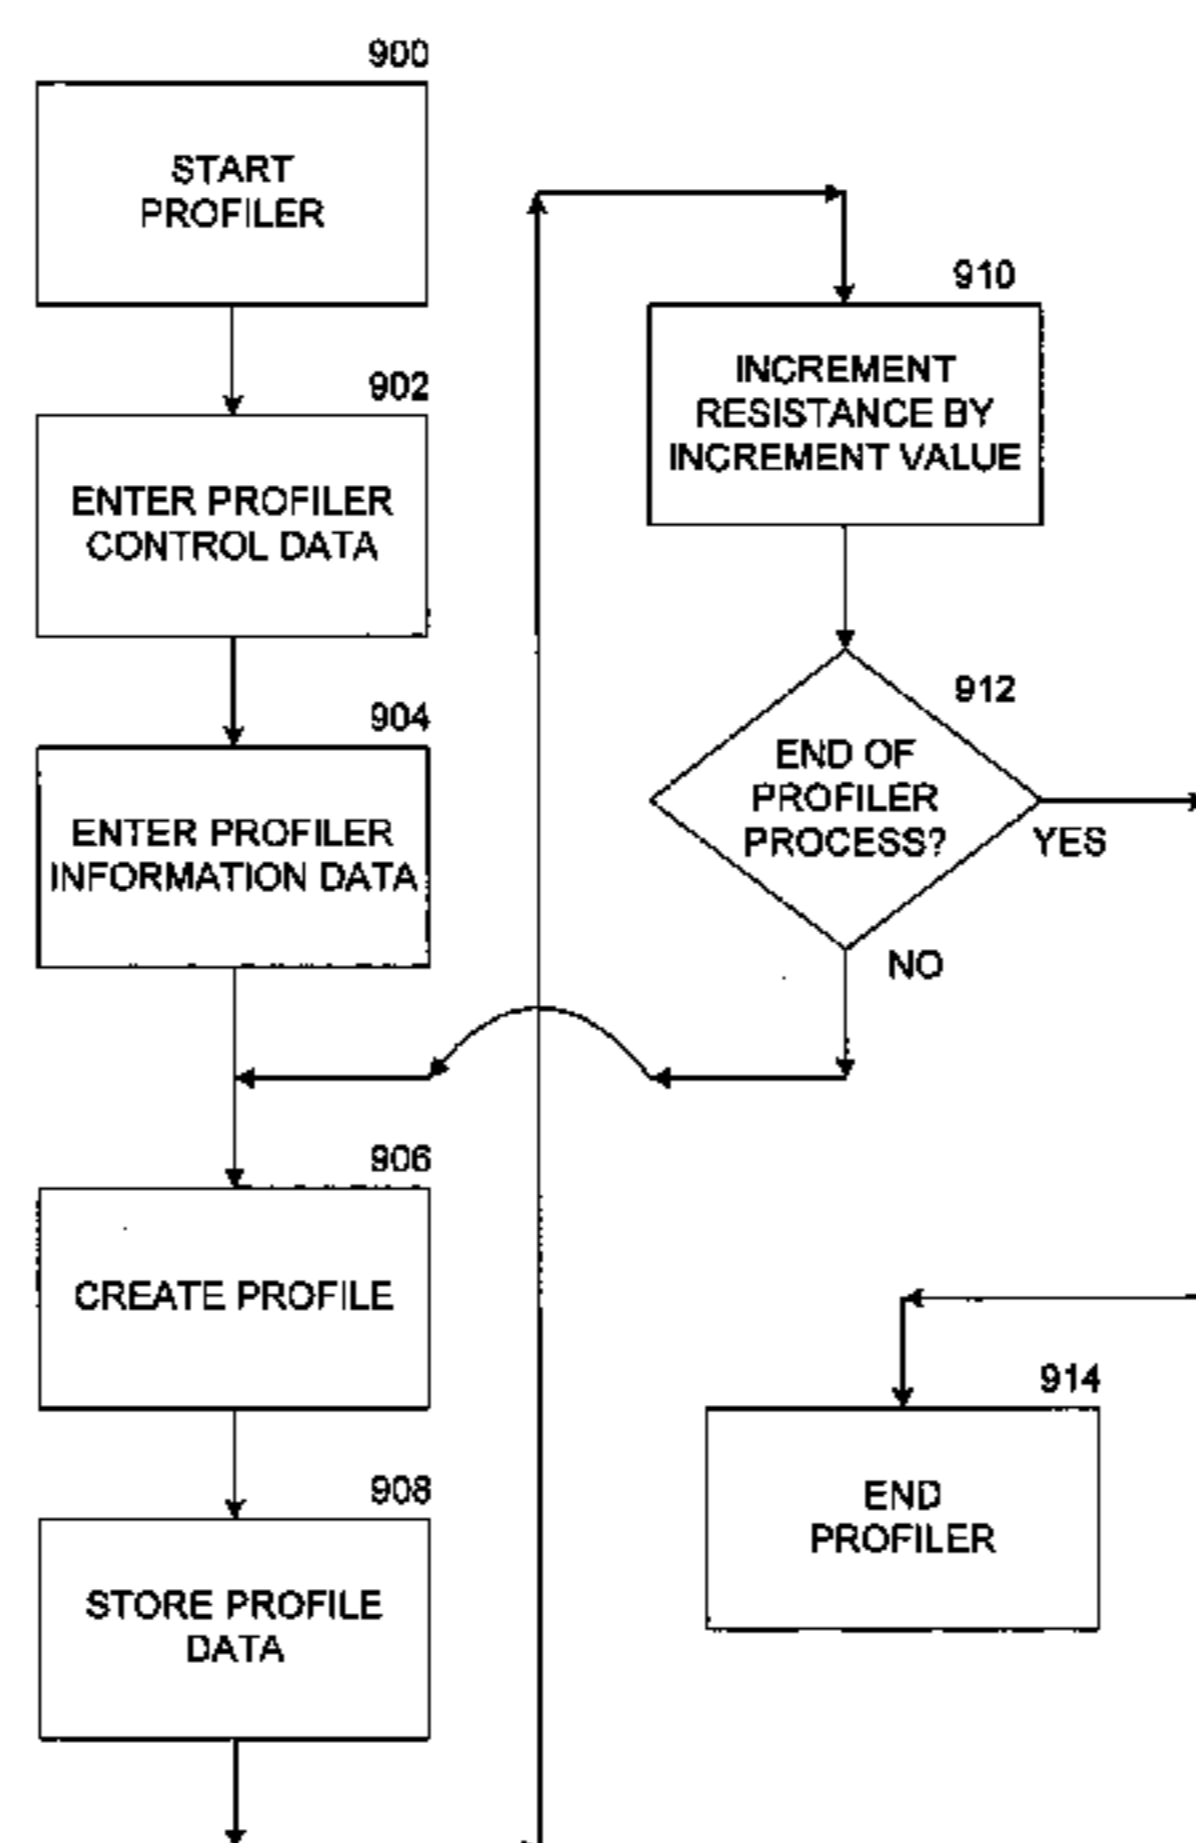 900
START
PROFILER
902
ENTER PROFILER
CONTROL DATA
904
ENTER PROFILER
INFORMATION DATA
906
CREATE PROFILE
908
STORE PROFILE
DATA
910
INCREMENT
RESISTANCE BY
INCREMENT VALUE
912
END OF
PROFILER
PROCESS?
YES
NO
914
END
PROFILER